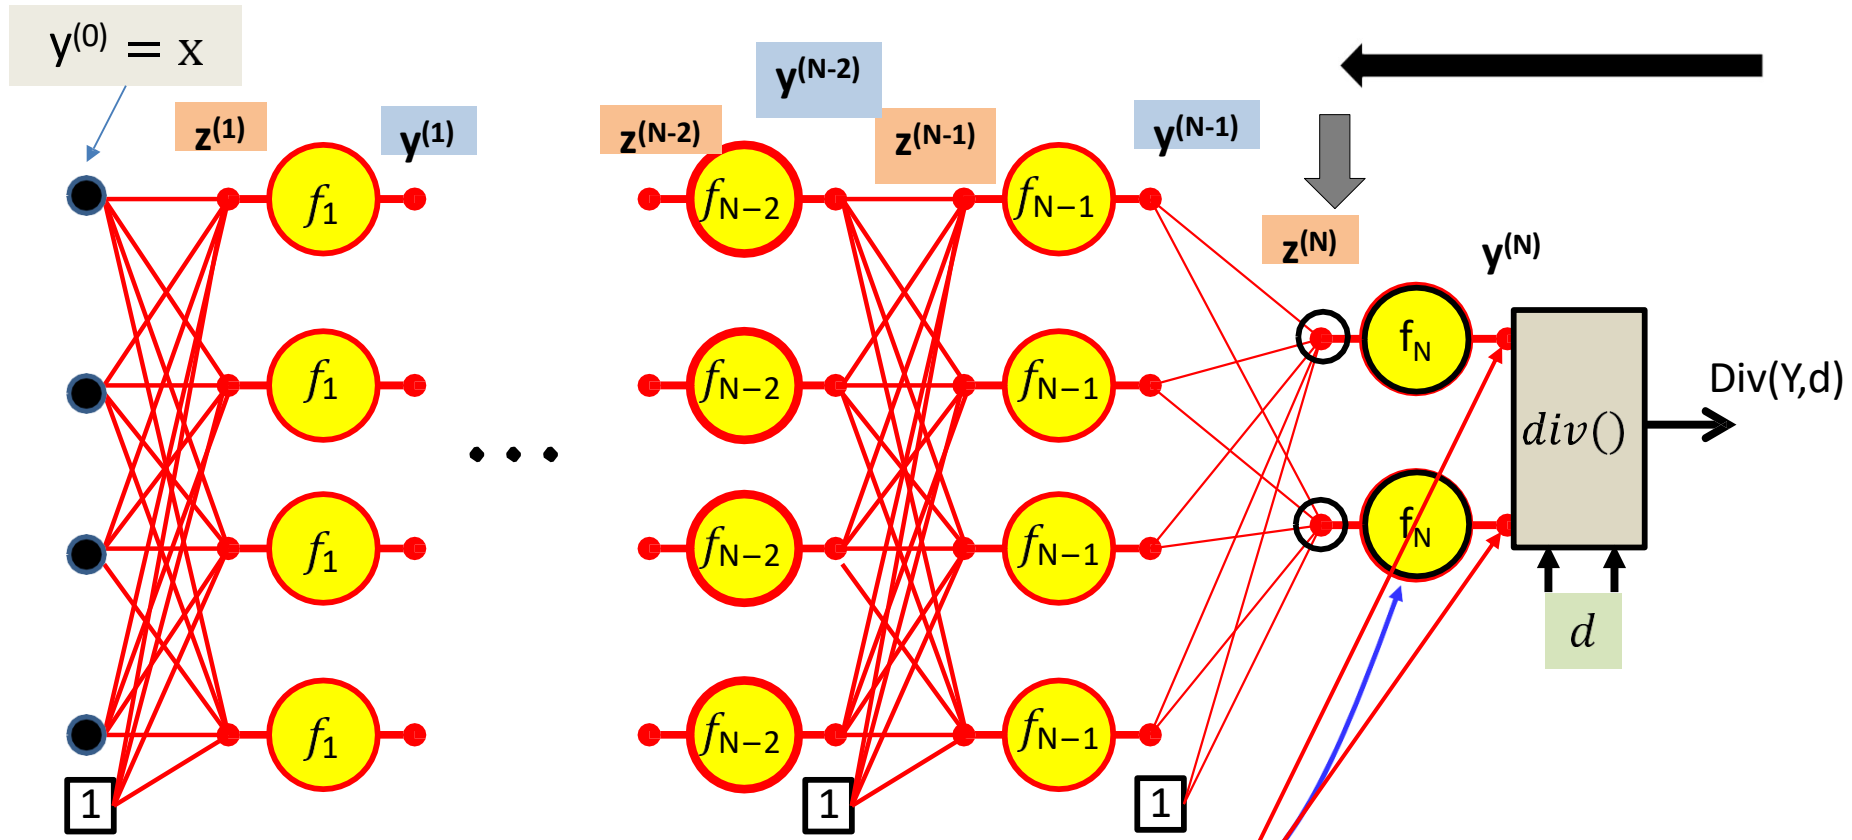 y(0) = x
z(1)
y(1)
z(N-2)
y(N-2)
z(N-1)
y(N-1)
z(N)
y(N)
f1
fN−2
fN−1
fN
f1
fN−2
fN−1
fN
f1
fN−2
fN−1
f1
fN−2
fN−1
div()
Div(Y,d)
d
1
1
1